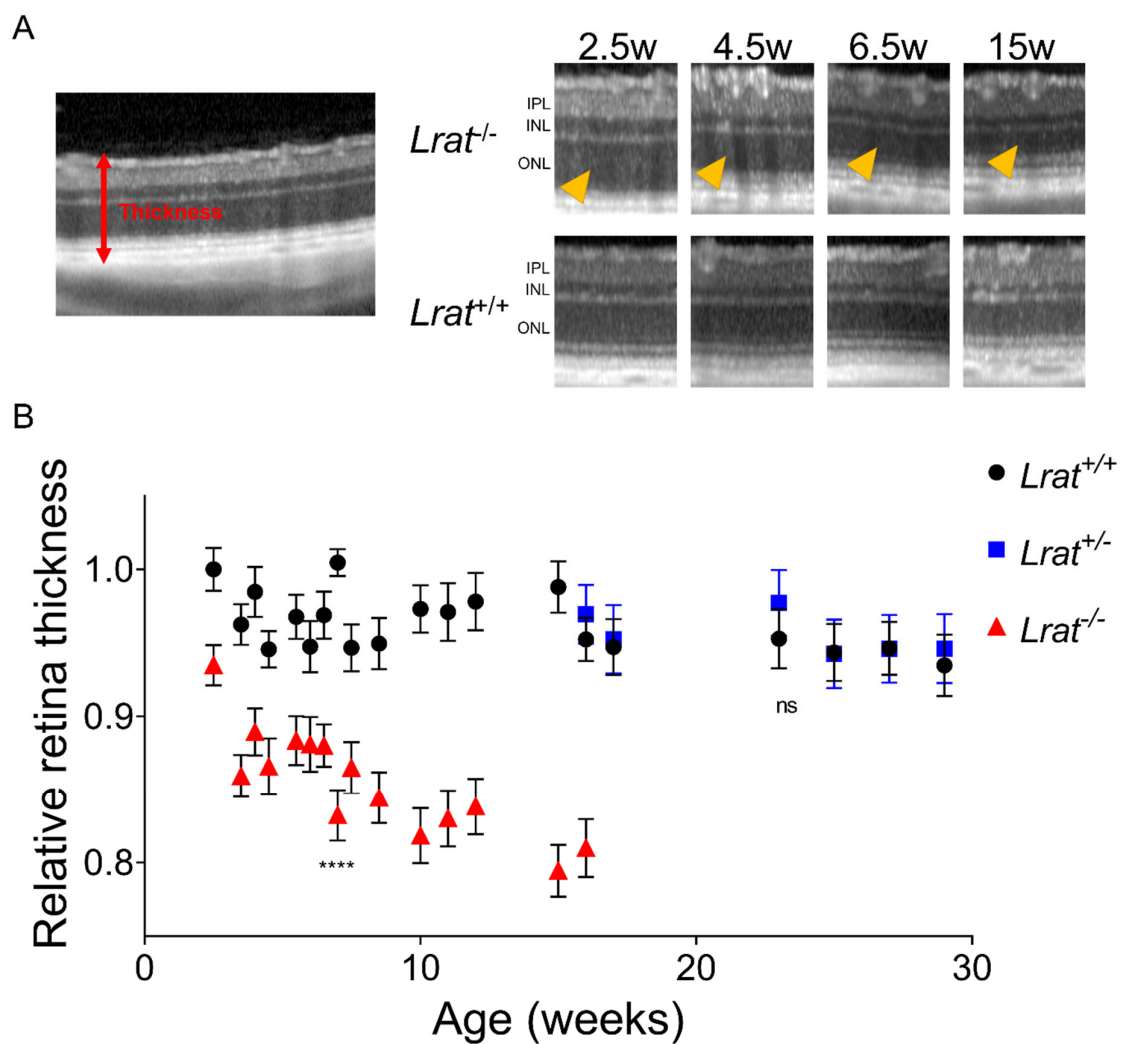 A
2.5w 4.5w 6.5w 15w
Thickness
Lrat-/-
IPL
INL
ONL
Lrat+/+
IPL
INL
ONL
B
Relative retina thickness
1.0
0.9
0.8
****
ns
0 10 20 30
Age (weeks)
Lrat+/+
Lrat+/-
Lrat-/-